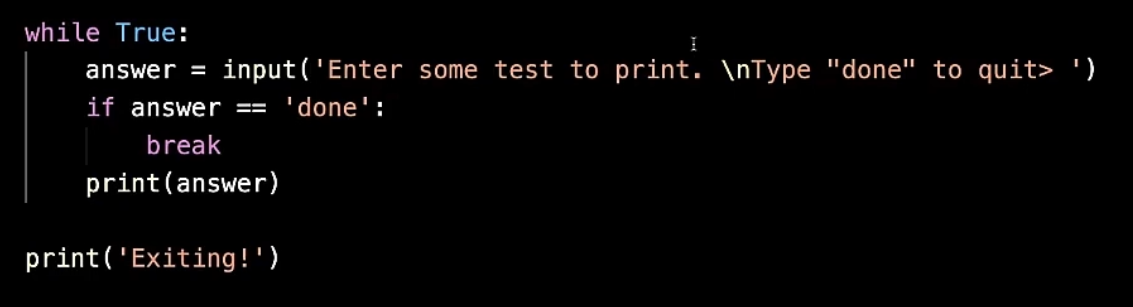 while True:
    answer = input('Enter some test to print. \nType "done" to quit> ')
    if answer == 'done':
        break
    print(answer)

print('Exiting!')